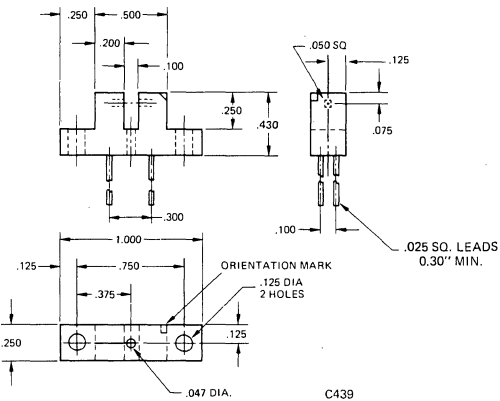 .250
.500
.200
.100
.250
.430
.300
.050 SQ
.125
.075
.100
.025 SQ. LEADS
0.30" MIN.
1.000
.125
.750
.375
ORIENTATION MARK
.125 DIA
2 HOLES
.250
.125
.047 DIA.
C439